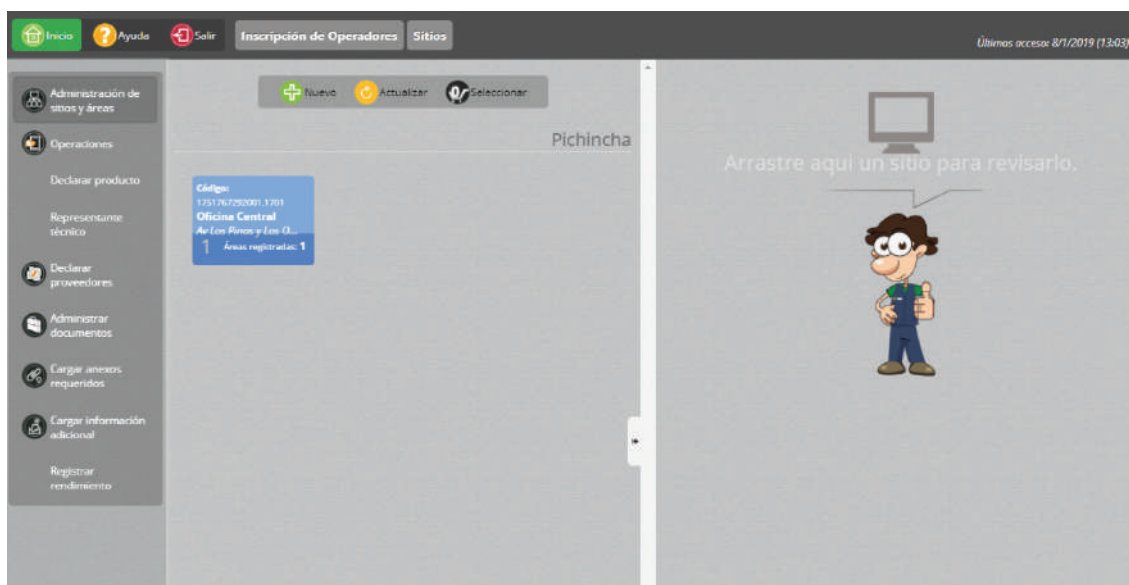 Inicio Ayuda Salir Inscripción de Operadores Sitios
Últimos acceso: 8/1/2019 (13:03)
Administración de
sitios y áreas
Operaciones
Declarar producto
Representante
técnico
Declarar
proveedores
Administrar
documentos
Cargar anexos
requeridos
Cargar información
adicional
Registrar
rendimiento
Nuevo Actualizar Seleccionar
Pichincha
Código:
1751767292001.1701
Oficina Central
Av Los Pinos y Los O...
1 Áreas registradas: 1
Arrastre aqui un sitio para revisarlo.